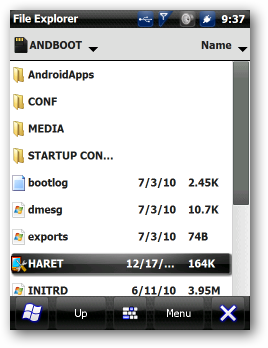 File Explorer 9:37
ANDBOOT Name
AndroidApps
CONF
MEDIA
STARTUP CON...
bootlog 7/3/10 2.45K
dmesg 7/3/10 10.7K
exports 7/3/10 74B
HARET 12/17/... 164K
INITRD 6/11/10 3.95M
Up Menu